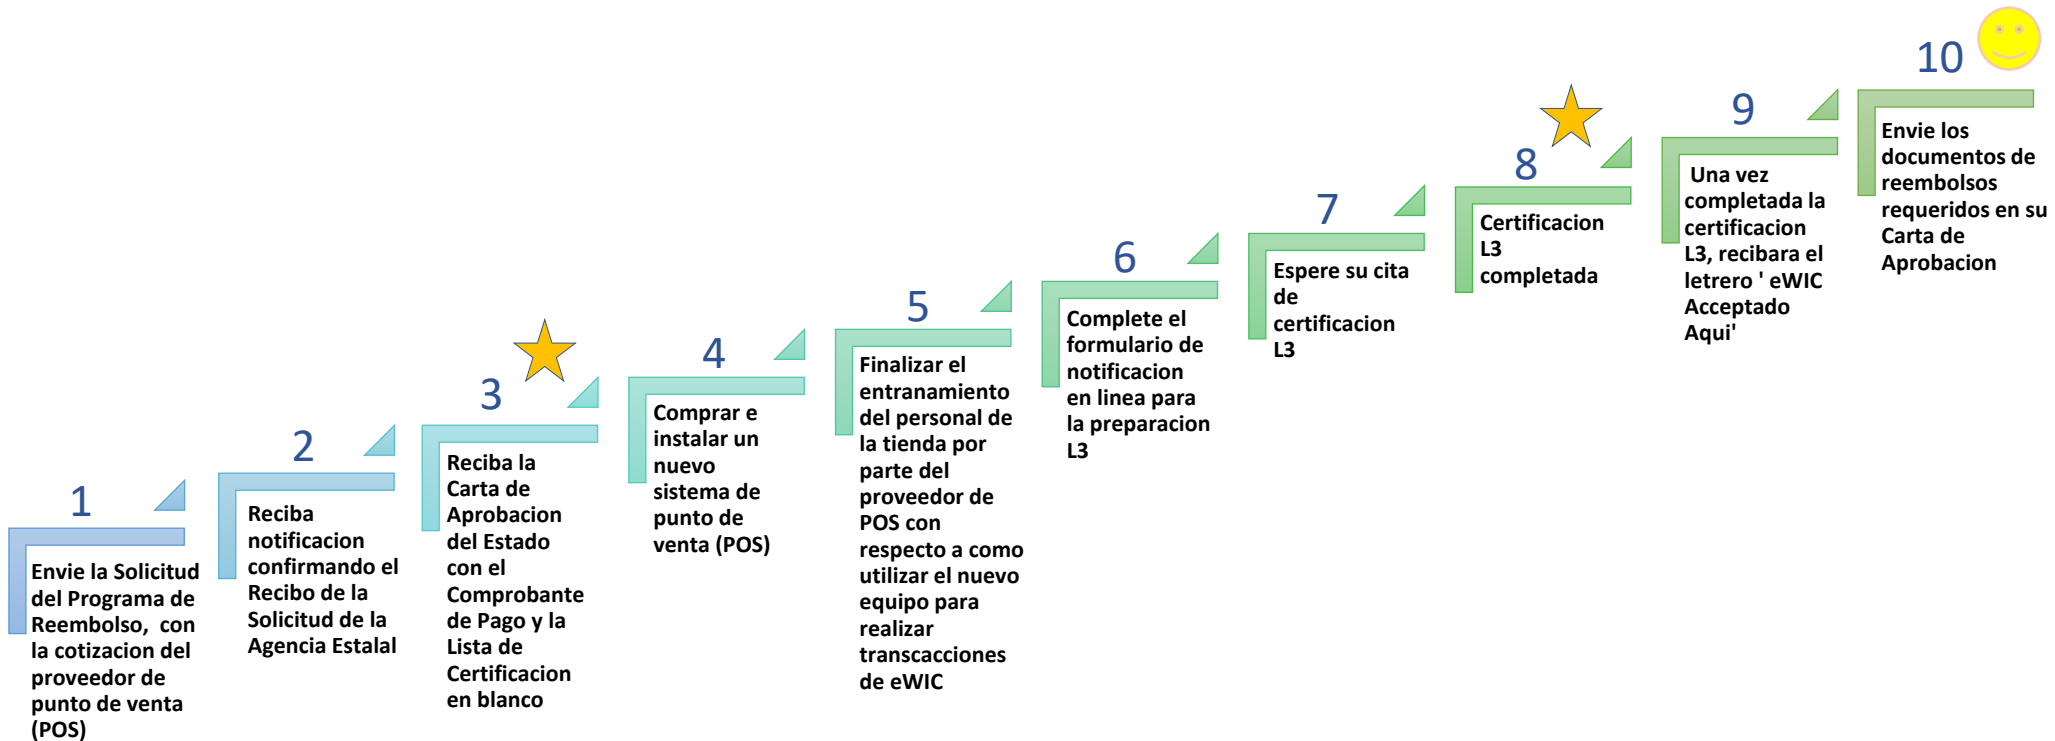 1
Envie la Solicitud
del Programa de
Reembolso, con
la cotizacion del
proveedor de
punto de venta
(POS)
2
Reciba
notificacion
confirmando el
Recibo de la
Solicitud de la
Agencia Estalal
3
Reciba la
Carta de
Aprobacion
del Estado
con el
Comprobante
de Pago y la
Lista de
Certificacion
en blanco
4
Comprar e
instalar un
nuevo
sistema de
punto de
venta (POS)
5
Finalizar el
entranamiento
del personal de
la tienda por
parte del
proveedor de
POS con
respecto a como
utilizar el nuevo
equipo para
realizar
transcacciones
de eWIC
6
Complete el
formulario de
notificacion
en linea para
la preparacion
L3
7
Espere su cita
de
certificacion
L3
8
Certificacion
L3
completada
9
Una vez
completada la
certificacion
L3, recibara el
letrero ' eWIC
Acceptado
Aqui'
10
Envie los
documentos de
reembolsos
requeridos en su
Carta de
Aprobacion